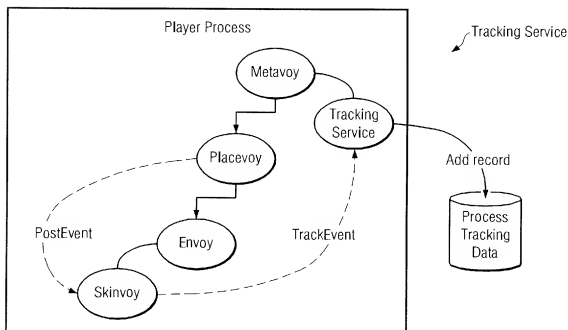 Player Process
Tracking Service
Metavoy
Tracking
Service
Placevoy
Add record
PostEvent
Envoy
TrackEvent
Process
Tracking
Data
Skinvoy